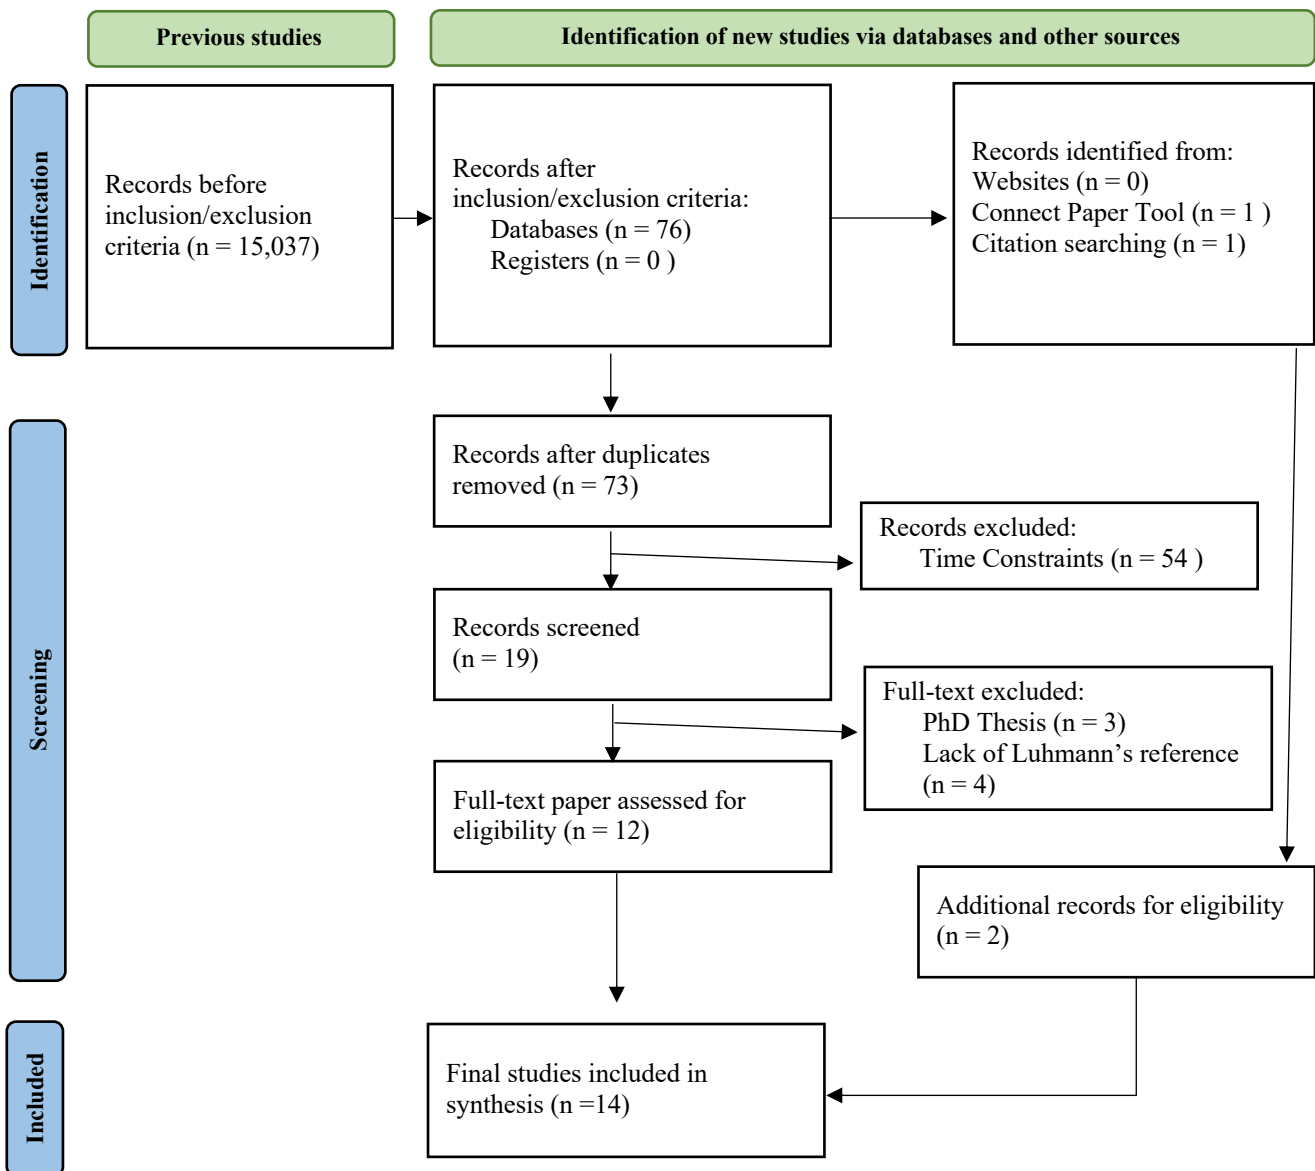 Previous studies
Identification of new studies via databases and other sources
Identification
Records before
inclusion/exclusion
criteria (n = 15,037)
Records after
inclusion/exclusion criteria:
Databases (n = 76)
Registers (n = 0 )
Records identified from:
Websites (n = 0)
Connect Paper Tool (n = 1 )
Citation searching (n = 1)
Screening
Records after duplicates
removed (n = 73)
Records excluded:
Time Constraints (n = 54 )
Records screened
(n = 19)
Full-text excluded:
PhD Thesis (n = 3)
Lack of Luhmann’s reference
(n = 4)
Full-text paper assessed for
eligibility (n = 12)
Additional records for eligibility
(n = 2)
Included
Final studies included in
synthesis (n =14)